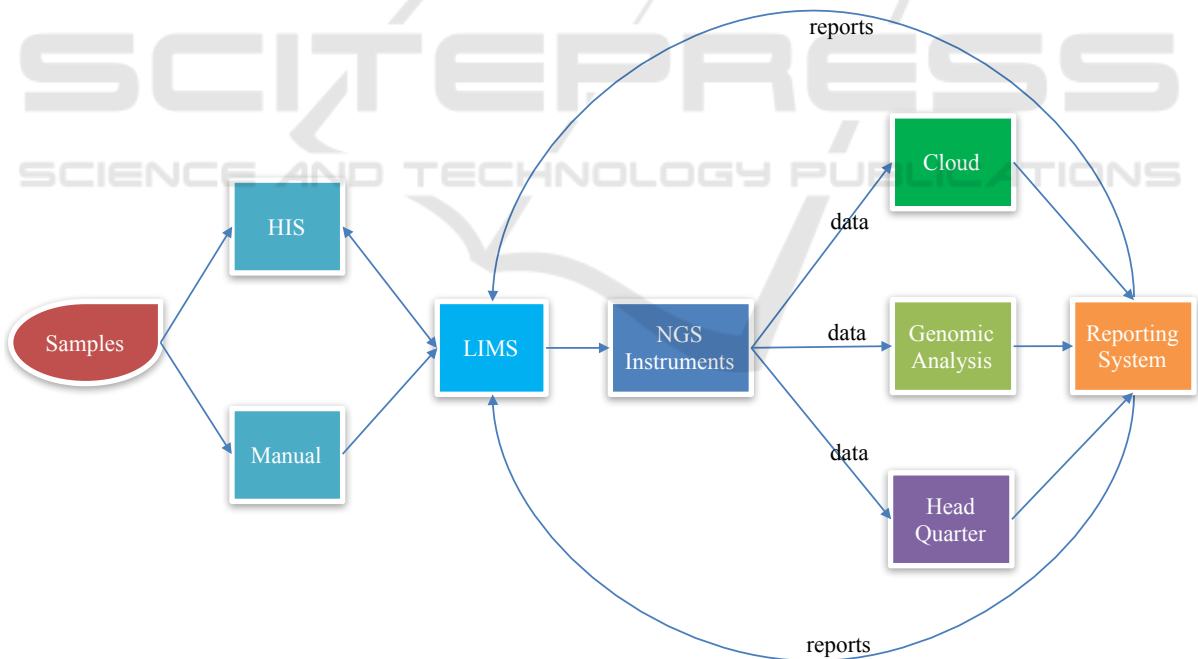 reports
SCITEPRESS
SCIENCE AND TECHNOLOGY PUBLICATIONS
Cloud
HIS
data
Samples
LIMS
NGS
Instruments
data
Genomic
Analysis
Reporting
System
Manual
data
Head
Quarter
reports